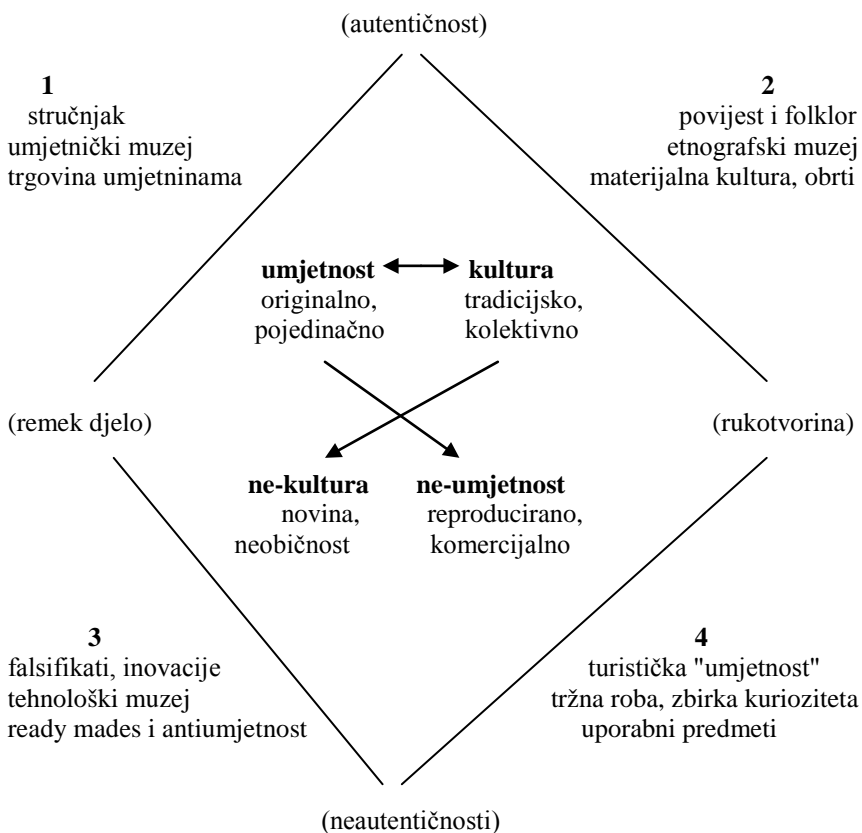 (autentičnost)
1
stručnjak
umjetnički muzej
trgovina umjetninama
2
povijest i folklor
etnografski muzej
materijalna kultura, obrti
umjetnost
originalno,
pojedinačno
kultura
tradicijsko,
kolektivno
(remek djelo)
(rukotvorina)
ne-kultura
novina,
neobičnost
ne-umjetnost
reproducirano,
komercijalno
3
falsifikati, inovacije
tehnološki muzej
ready mades i antiumjetnost
4
turistička "umjetnost"
tržna roba, zbirka kurioziteta
uporabni predmeti
(neautentičnosti)